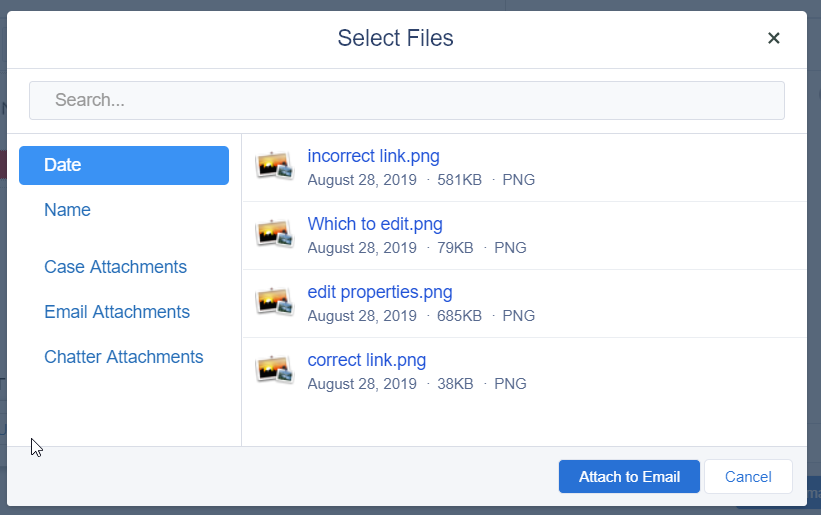 Select Files
×
Search...
Date
Name
Case Attachments
Email Attachments
Chatter Attachments
incorrect link.png
August 28, 2019 · 581KB · PNG
Which to edit.png
August 28, 2019 · 79KB · PNG
edit properties.png
August 28, 2019 · 685KB · PNG
correct link.png
August 28, 2019 · 38KB · PNG
Attach to Email
Cancel